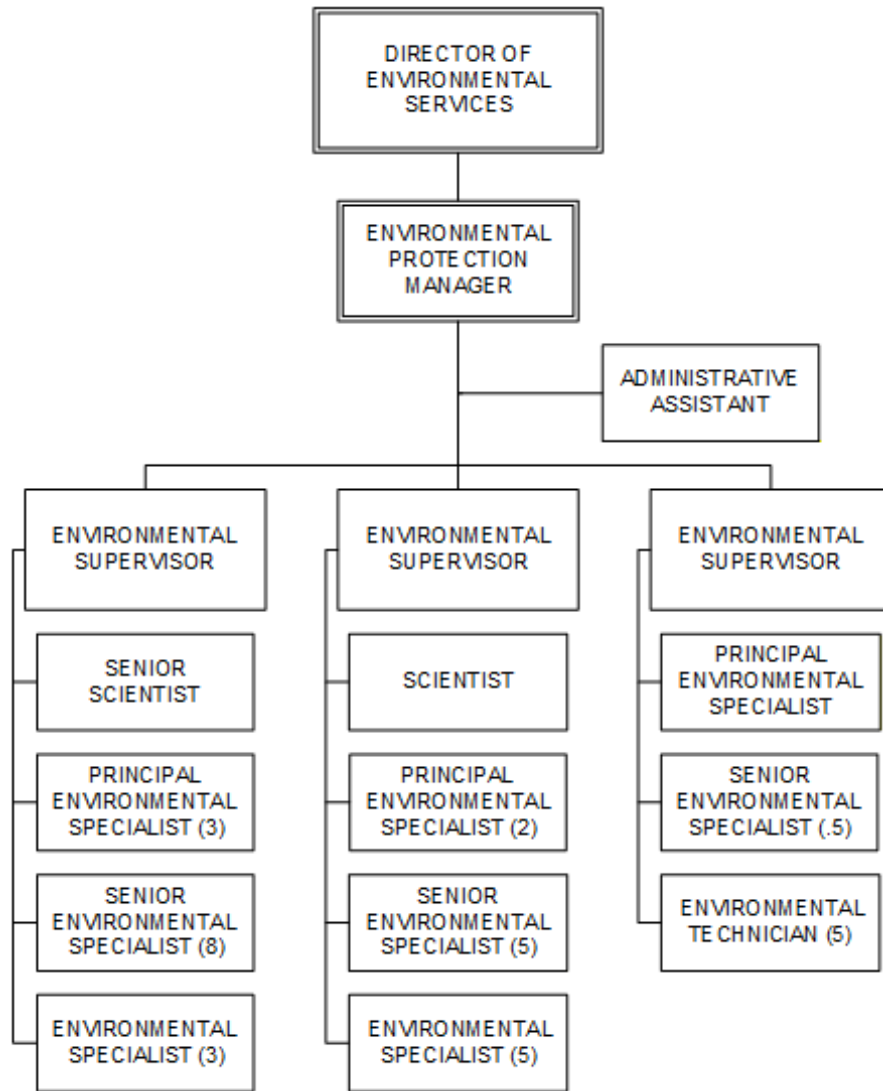 DIRECTOR OF
ENVIRONMENTAL
SERVICES
ENVIRONMENTAL
PROTECTION
MANAGER
ADMINISTRATIVE
ASSISTANT
ENVIRONMENTAL
SUPERVISOR
SENIOR
SCIENTIST
PRINCIPAL
ENVIRONMENTAL
SPECIALIST (3)
SENIOR
ENVIRONMENTAL
SPECIALIST (8)
ENVIRONMENTAL
SPECIALIST (3)
ENVIRONMENTAL
SUPERVISOR
SCIENTIST
PRINCIPAL
ENVIRONMENTAL
SPECIALIST (2)
SENIOR
ENVIRONMENTAL
SPECIALIST (5)
ENVIRONMENTAL
SPECIALIST (5)
ENVIRONMENTAL
SUPERVISOR
PRINCIPAL
ENVIRONMENTAL
SPECIALIST
SENIOR
ENVIRONMENTAL
SPECIALIST (.5)
ENVIRONMENTAL
TECHNICIAN (5)